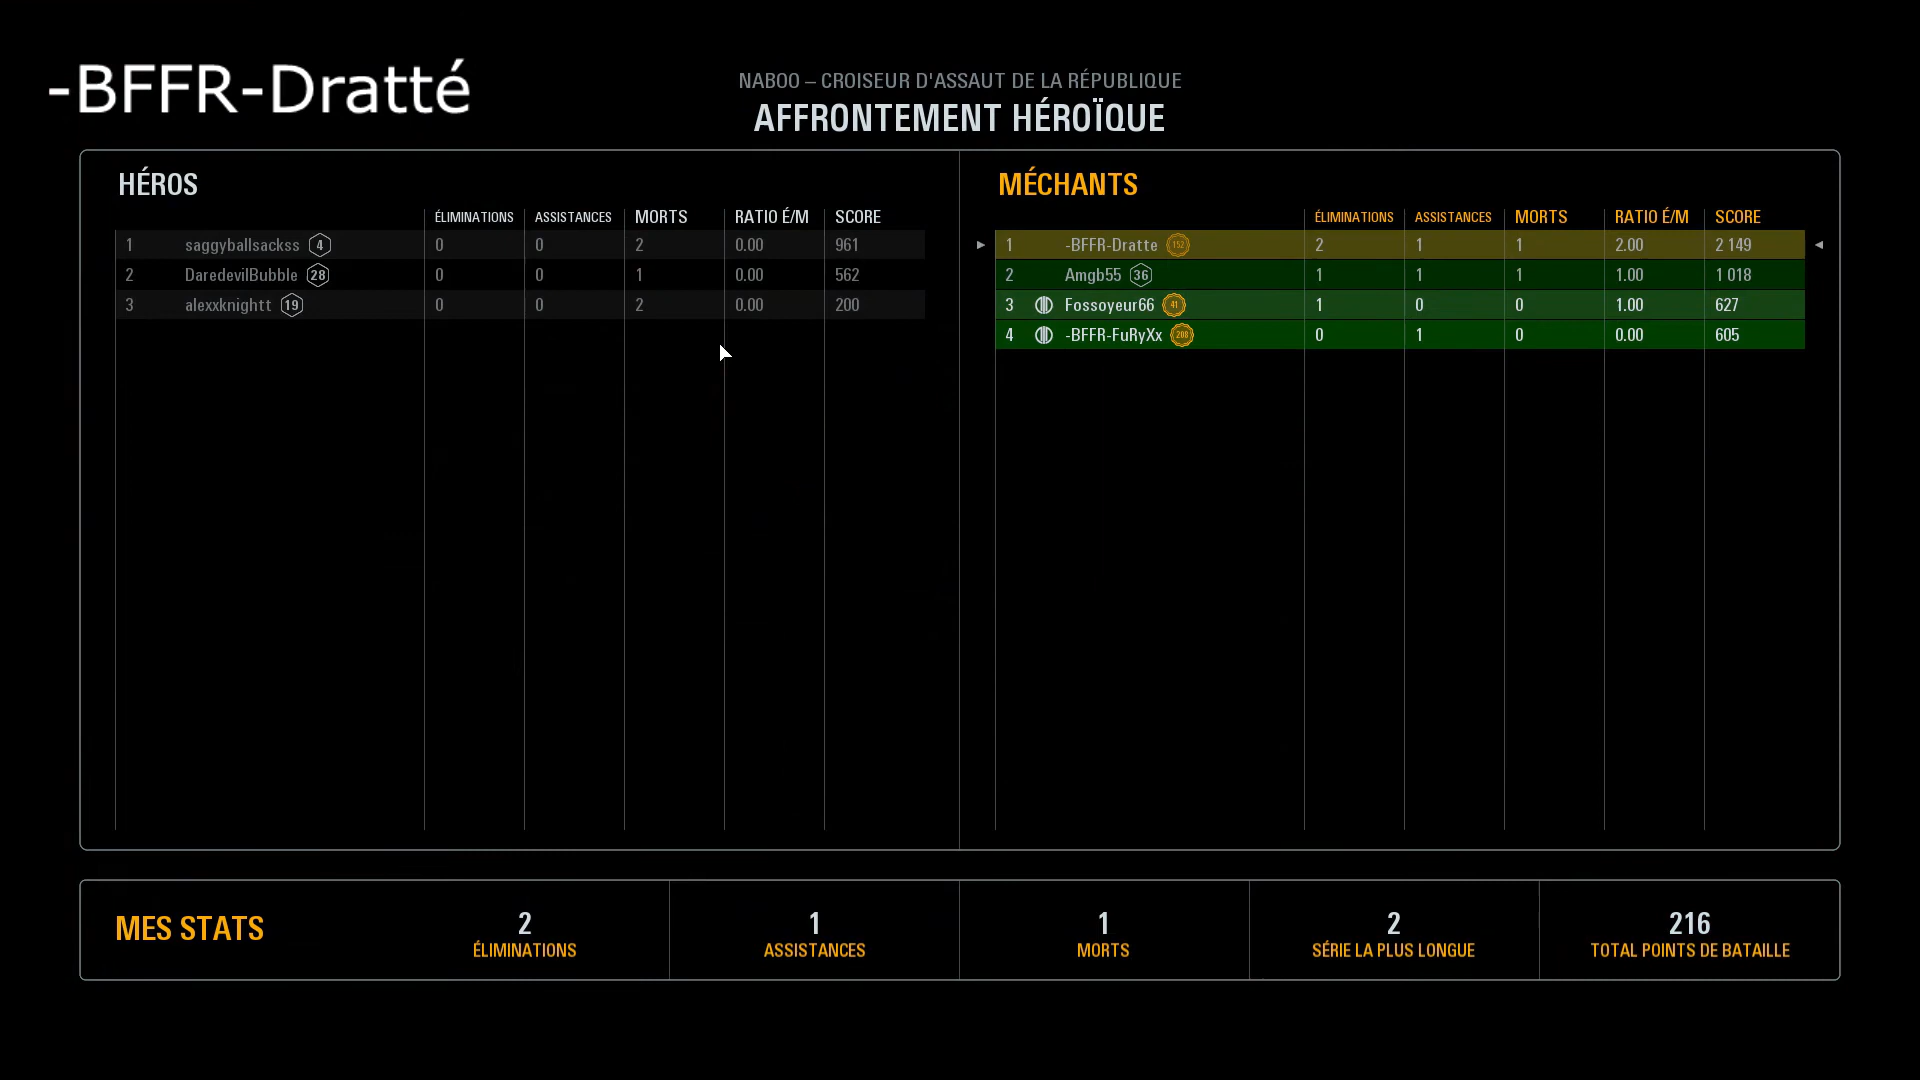 -BFFR-Dratté
NABOO – CROISEUR D'ASSAUT DE LA RÉPUBLIQUE
AFFRONTEMENT HÉROÏQUE
HÉROS
ÉLIMINATIONS ASSISTANCES MORTS RATIO É/M SCORE
1 saggyballsackss 4 0 0 2 0.00 961
2 DaredevilBubble 28 0 0 1 0.00 562
3 alexxknightt 19 0 0 2 0.00 200
MÉCHANTS
ÉLIMINATIONS ASSISTANCES MORTS RATIO É/M SCORE
1 -BFFR-Dratte 152 2 1 1 2.00 2 149
2 Amgb55 36 1 1 1 1.00 1 018
3 Fossoyeur66 41 1 0 0 1.00 627
4 -BFFR-FuRyXx 208 0 1 0 0.00 605
MES STATS
2 1 1 2 216
ÉLIMINATIONS ASSISTANCES MORTS SÉRIE LA PLUS LONGUE TOTAL POINTS DE BATAILLE